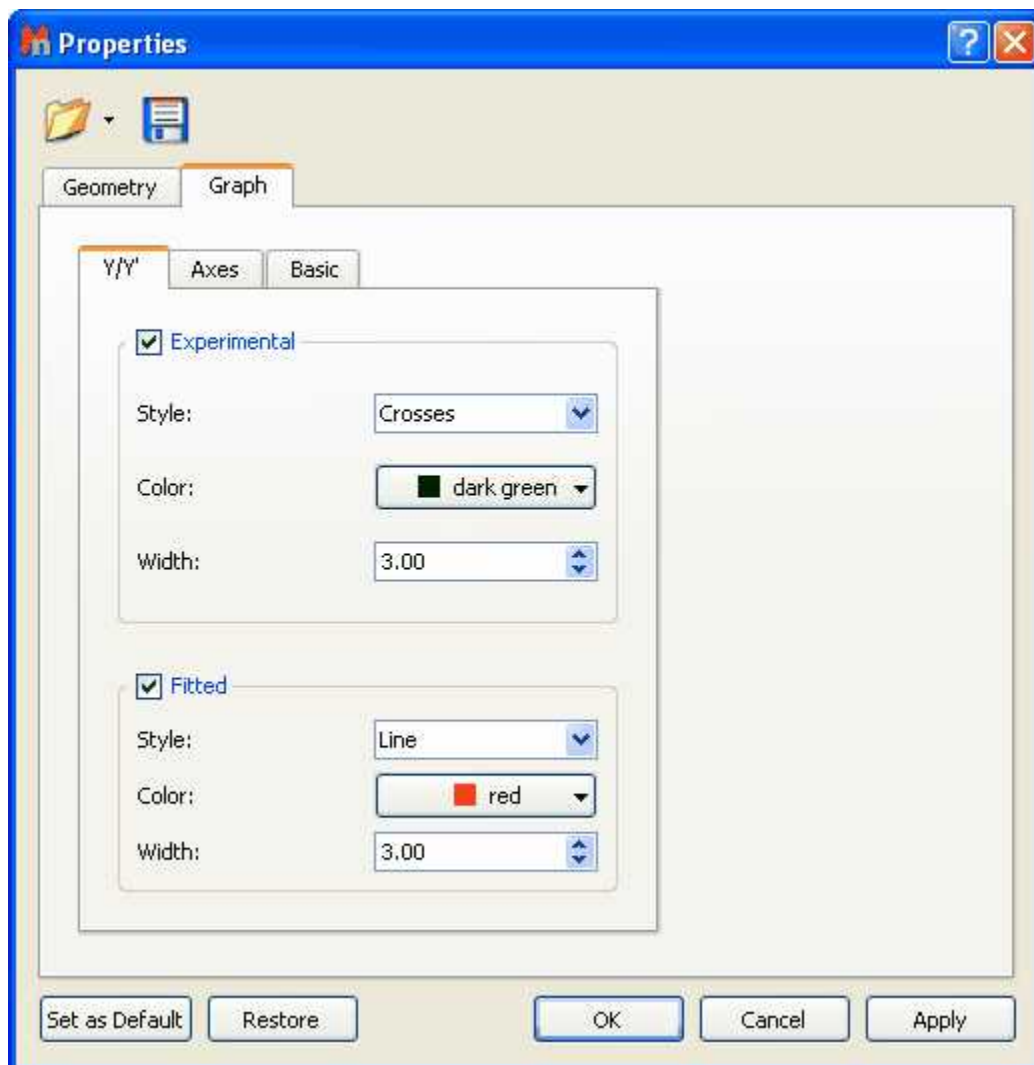 Properties
Geometry Graph
Y/Y' Axes Basic
Experimental
Style: Crosses
Color: dark green
Width: 3.00
Fitted
Style: Line
Color: red
Width: 3.00
Set as Default Restore OK Cancel Apply